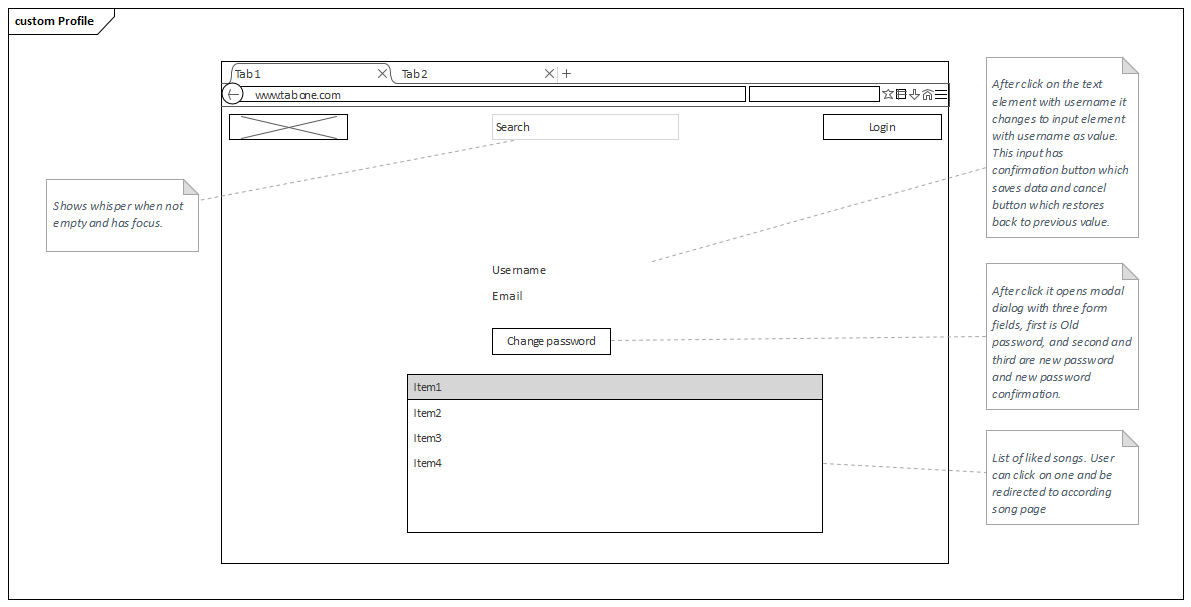 custom Profile
Tab 1
Tab 2
www.tabone.com
Search
Login
Shows whisper when not
empty and has focus.
After click on the text
element with username it
changes to input element
with username as value.
This input has
confirmation button which
saves data and cancel
button which restores
back to previous value.
Username
Email
Change password
After click it opens modal
dialog with three form
fields, first is Old
password, and second and
third are new password
and new password
confirmation.
Item1
Item2
Item3
Item4
List of liked songs. User
can click on one and be
redirected to according
song page